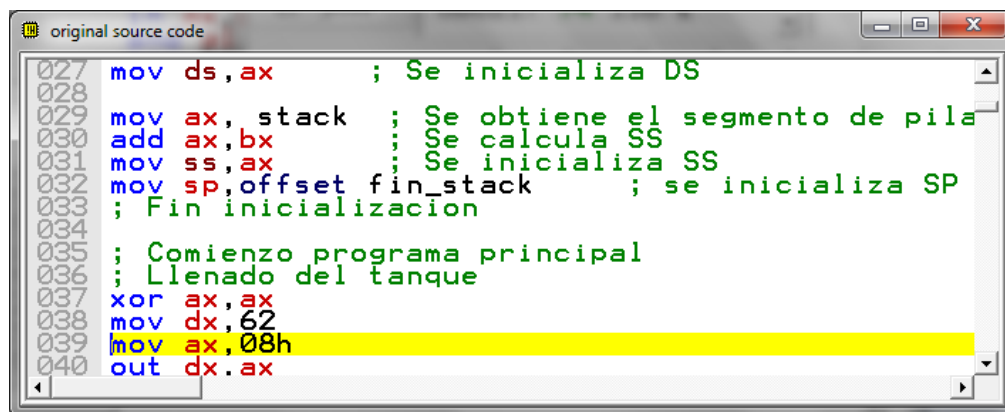 original source code
027 mov ds,ax ; Se inicializa DS
028
029 mov ax, stack ; Se obtiene el segmento de pila
030 add ax,bx ; Se calcula SS
031 mov ss,ax ; Se inicializa SS
032 mov sp,offset fin_stack ; se inicializa SP
033 ; Fin inicializacion
034
035 ; Comienzo programa principal
036 ; Llenado del tanque
037 xor ax,ax
038 mov dx,62
039 mov ax,08h
040 out dx.ax